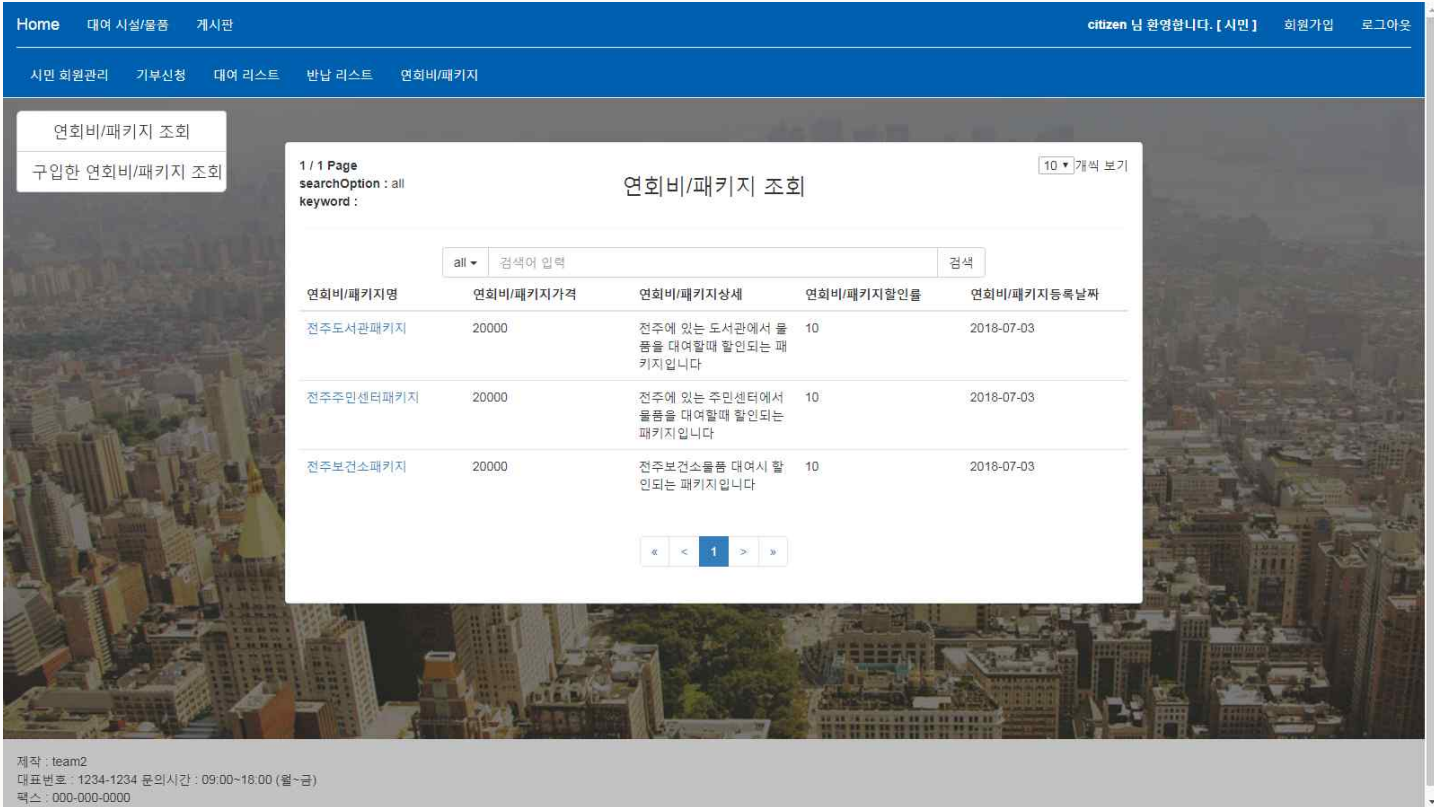 Home 대여 시설/물품 게시판 citizen 님 환영합니다. [ 시민 ] 회원가입 로그아웃
시민 회원관리 기부신청 대여 리스트 반납 리스트 연회비/패키지
연회비/패키지 조회
구입한 연회비/패키지 조회
1 / 1 Page
searchOption : all
keyword :
연회비/패키지 조회
10 개씩 보기
all 검색어 입력 검색
연회비/패키지명 연회비/패키지가격 연회비/패키지상세 연회비/패키지할인률 연회비/패키지등록날짜
전주도서관패키지 20000 전주에 있는 도서관에서 물 10 2018-07-03
품을 대여할때 할인되는 패
키지입니다
전주주민센터패키지 20000 전주에 있는 주민센터에서 10 2018-07-03
물품을 대여할때 할인되는
패키지입니다
전주보건소패키지 20000 전주보건소물품 대여시 할 10 2018-07-03
인되는 패키지입니다
« < 1 > »
제작 : team2
대표번호 : 1234-1234 문의시간 : 09:00~18:00 (월~금)
팩스 : 000-000-0000